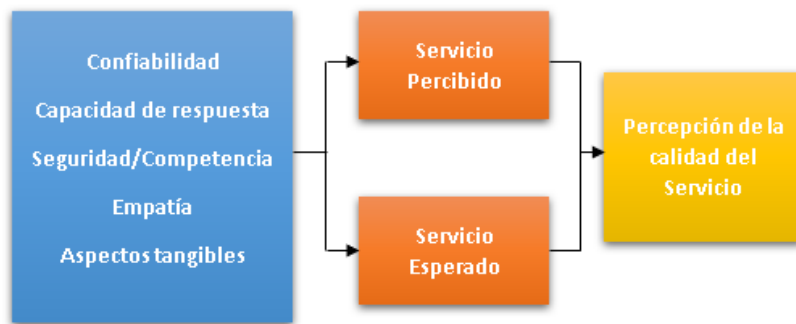 Confiabilidad
Capacidad de respuesta
Seguridad/Competencia
Empatía
Aspectos tangibles
Servicio
Percibido
Servicio
Esperado
Percepción de la
calidad del
Servicio